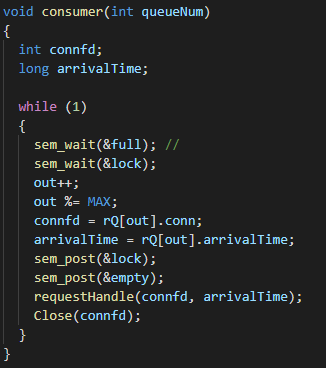 void consumer(int queueNum)
{
  int connfd;
  long arrivalTime;

  while (1)
  {
    sem_wait(&full); //
    sem_wait(&lock);
    out++;
    out %= MAX;
    connfd = rQ[out].conn;
    arrivalTime = rQ[out].arrivalTime;
    sem_post(&lock);
    sem_post(&empty);
    requestHandle(connfd, arrivalTime);
    Close(connfd);
  }
}